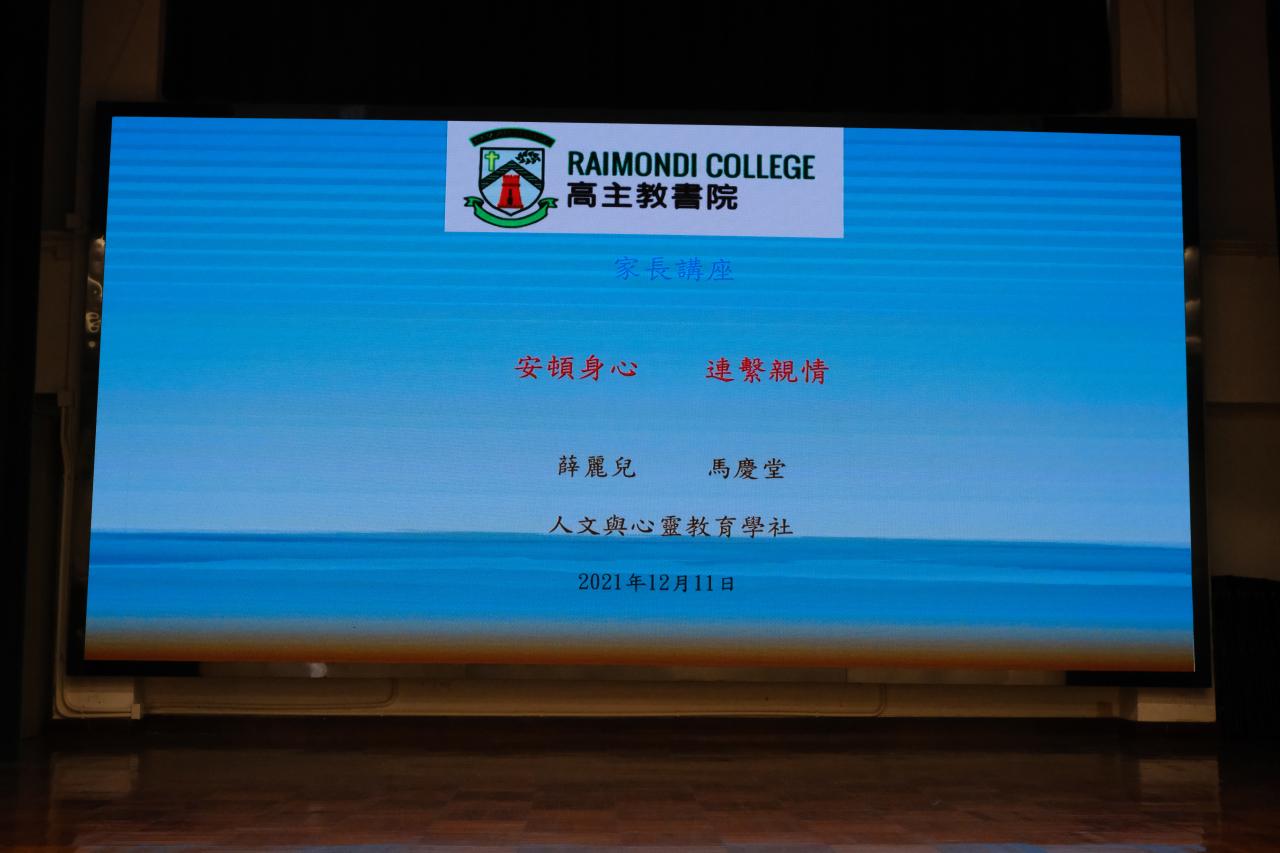 RAIMONDI COLLEGE
高主教書院
家長講座
安頓身心 連繫親情
薛麗兒 馬慶堂
人文與心靈教育學社
2021年12月11日